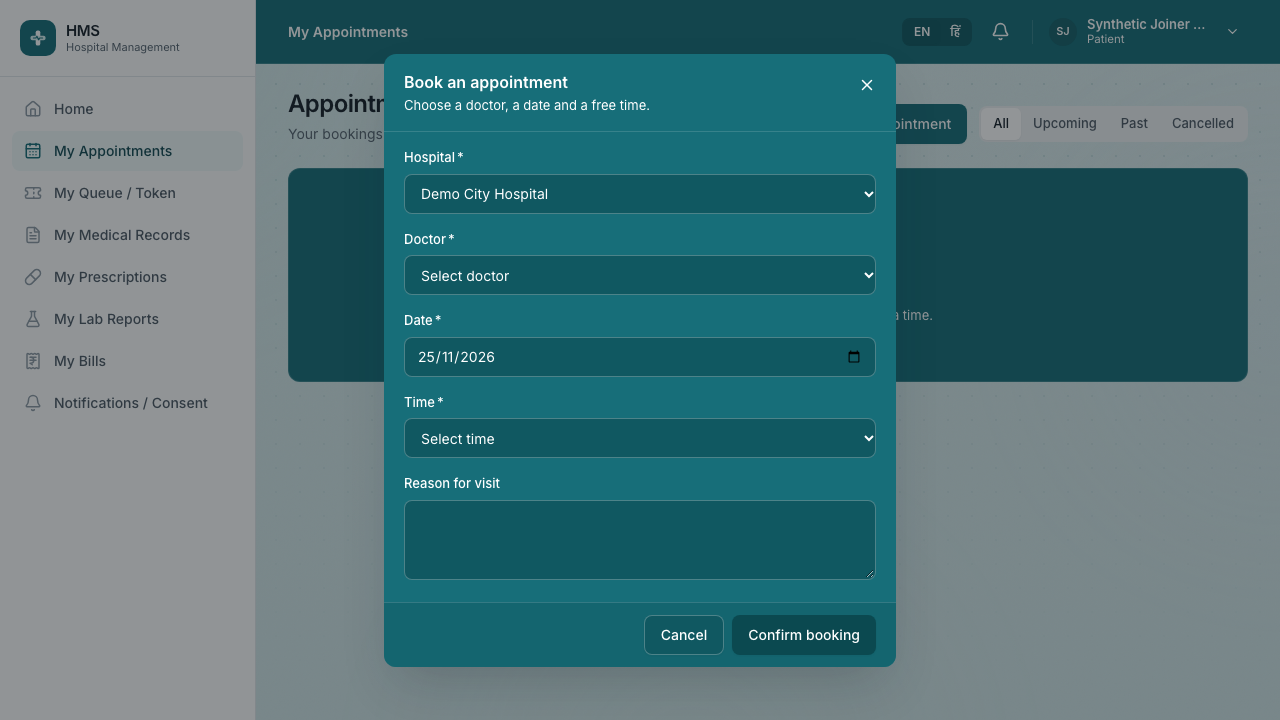 HMS
Hospital Management
Home
My Appointments
My Queue / Token
My Medical Records
My Prescriptions
My Lab Reports
My Bills
Notifications / Consent
My Appointments
EN
हिं
SJ
Synthetic Joiner ...
Patient
Your bookings
All
Upcoming
Past
Cancelled
a time.
Book an appointment
Choose a doctor, a date and a free time.
Hospital *
Demo City Hospital
Doctor *
Select doctor
Date *
25/11/2026
Time *
Select time
Reason for visit
Cancel
Confirm booking